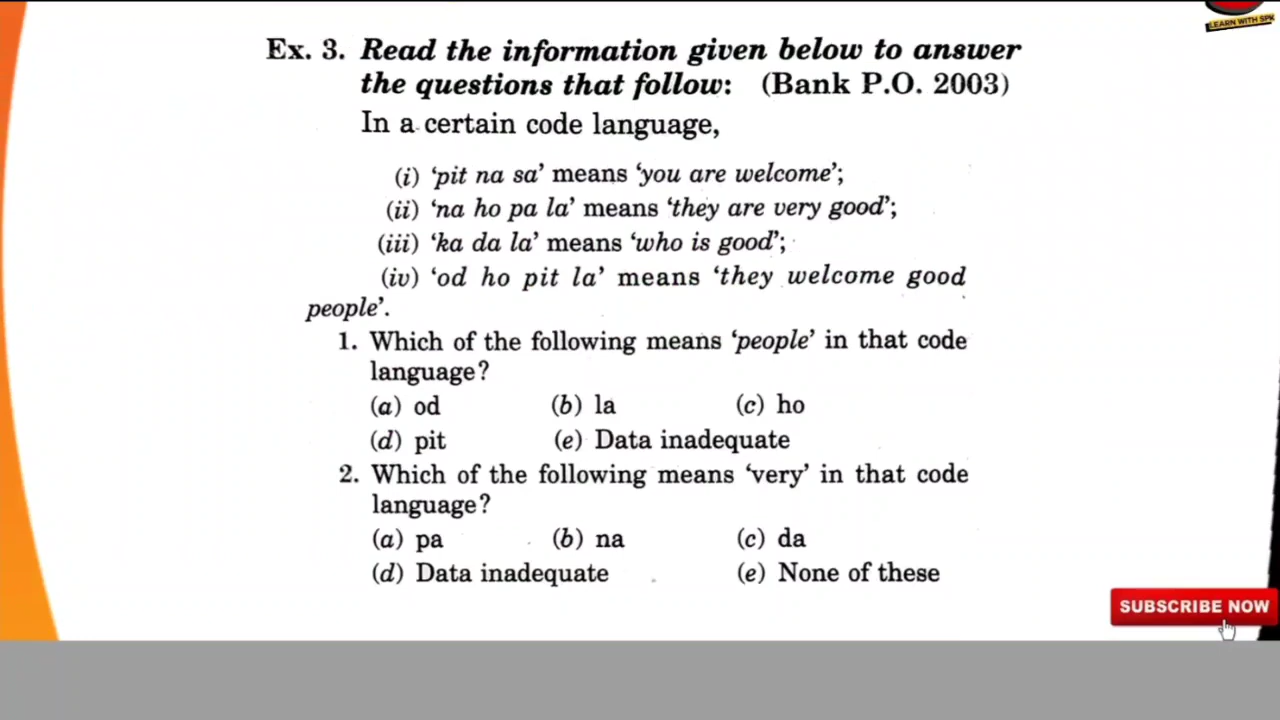 LEARN WITH SPK
Ex. 3. Read the information given below to answer
the questions that follow: (Bank P.O. 2003)
In a certain code language,
(i) ‘pit na sa’ means ‘you are welcome’;
(ii) ‘na ho pa la’ means ‘they are very good’;
(iii) ‘ka da la’ means ‘who is good’;
(iv) ‘od ho pit la’ means ‘they welcome good
people’.
1. Which of the following means ‘people’ in that code
language?
(a) od (b) la (c) ho
(d) pit (e) Data inadequate
2. Which of the following means ‘very’ in that code
language?
(a) pa (b) na (c) da
(d) Data inadequate (e) None of these
SUBSCRIBE NOW